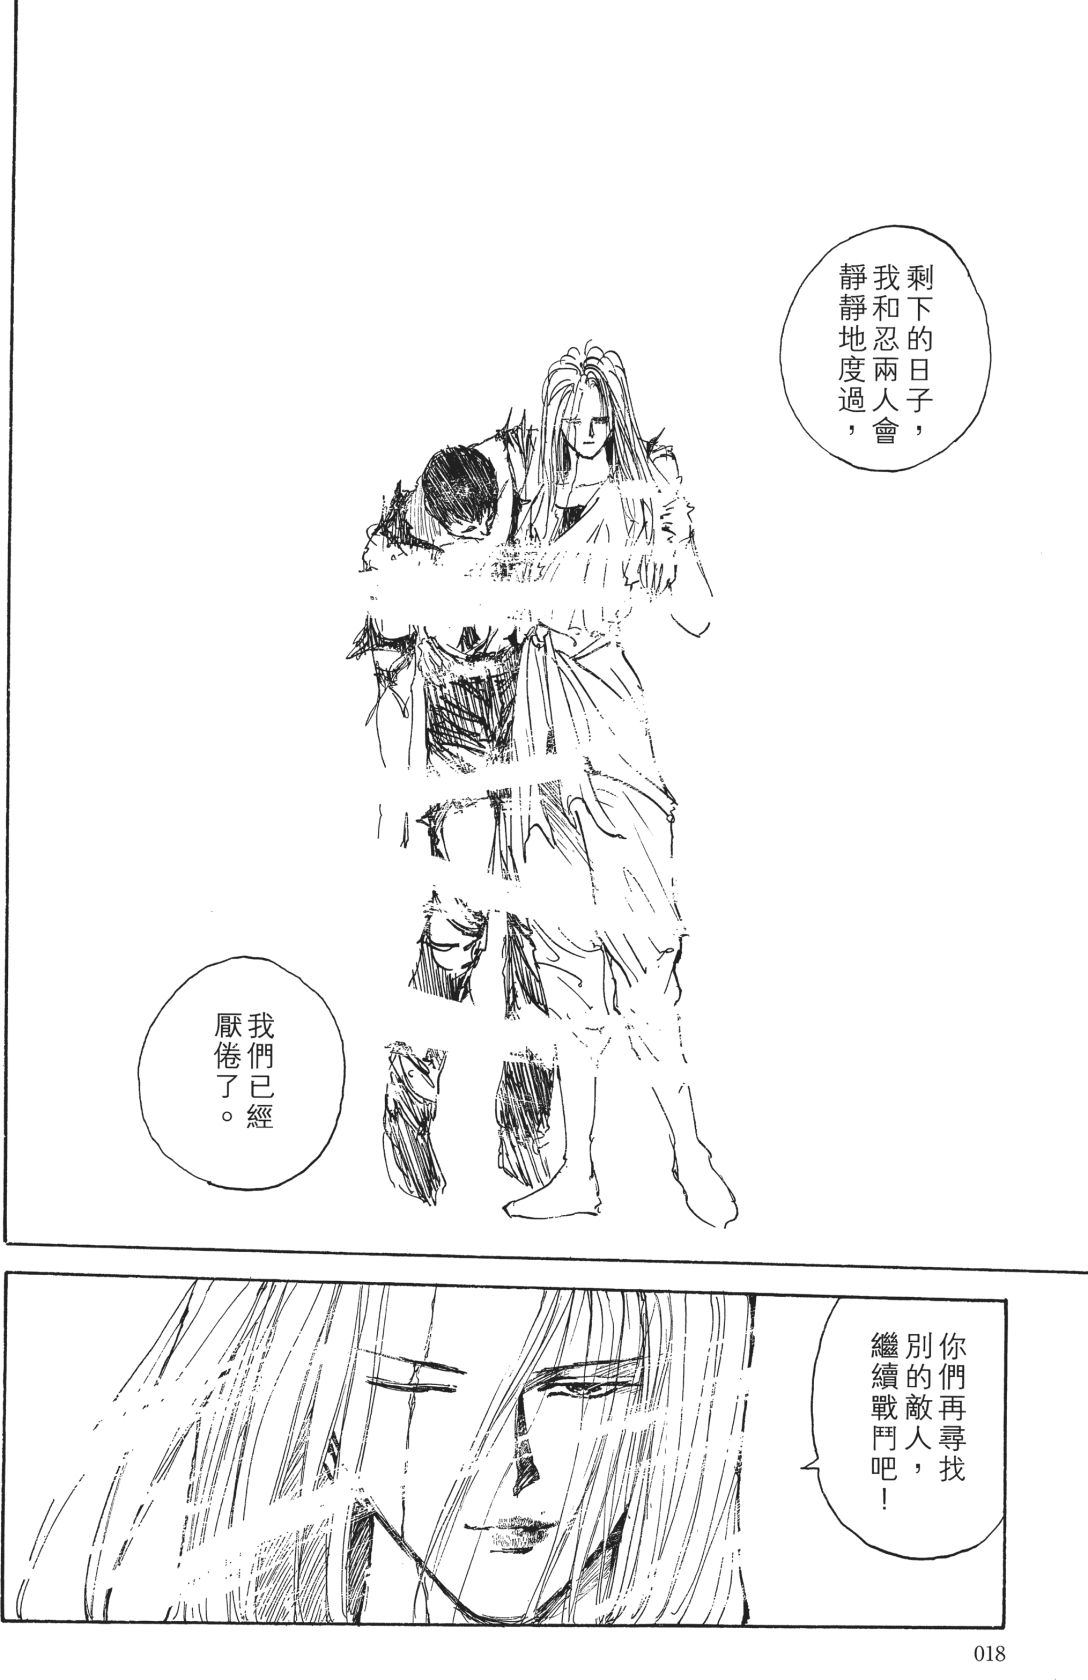 剩下的日子，
我和忍兩人會
靜靜地度過，
我們已經
厭倦了。
你們再尋找
別的敵人，
繼續戰鬥吧！
018